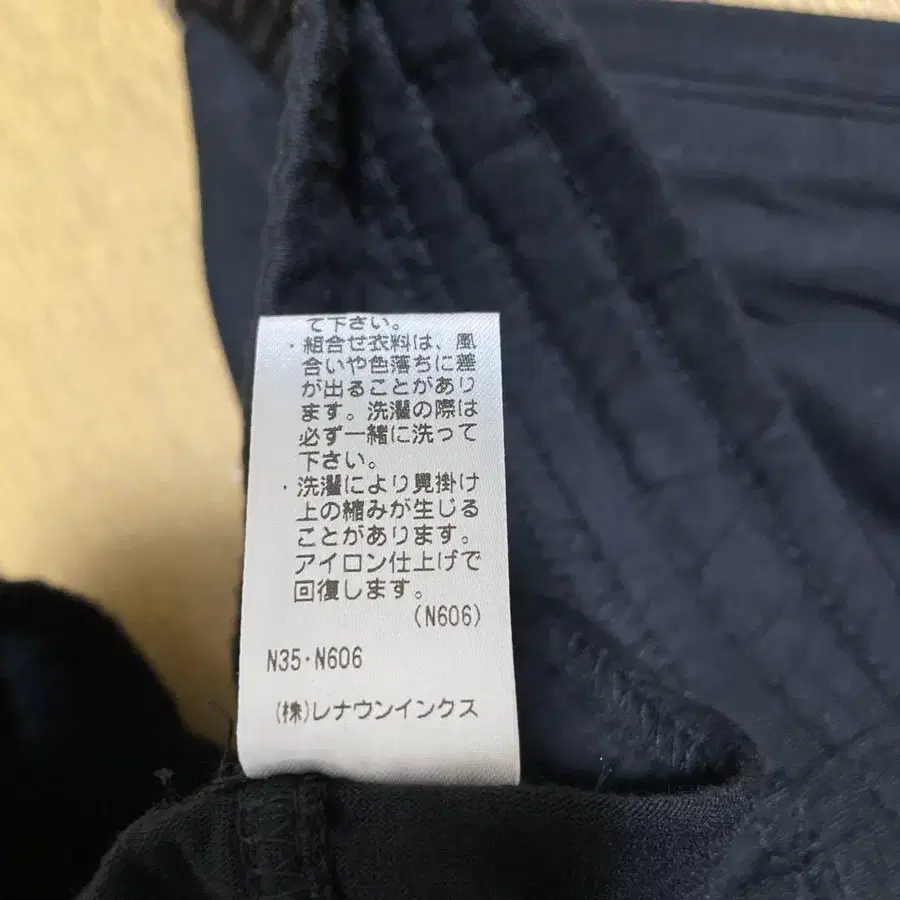 て下さい。
・組合せ衣料は、風
合いや色落ちに差
が出ることがあり
ます。洗濯の際は
必ず一緒に洗って
下さい。
・洗濯により見掛け
上の縮みが生じる
ことがあります。
アイロン仕上げで
回復します。
(N606)
N35・N606
(株)レナウンインクス